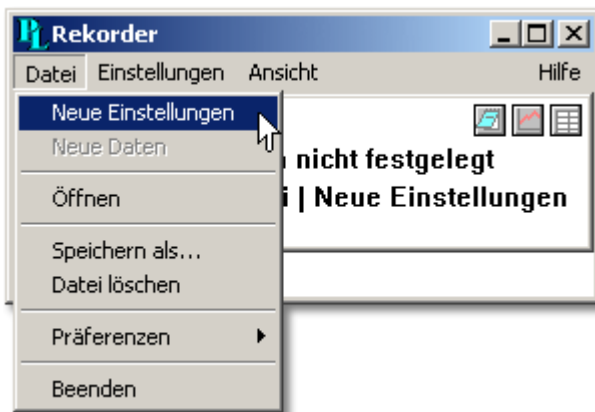 PL Rekorder
Datei Einstellungen Ansicht Hilfe
Neue Einstellungen
Neue Daten
nicht festgelegt
i | Neue Einstellungen
Öffnen
Speichern als...
Datei löschen
Präferenzen
Beenden